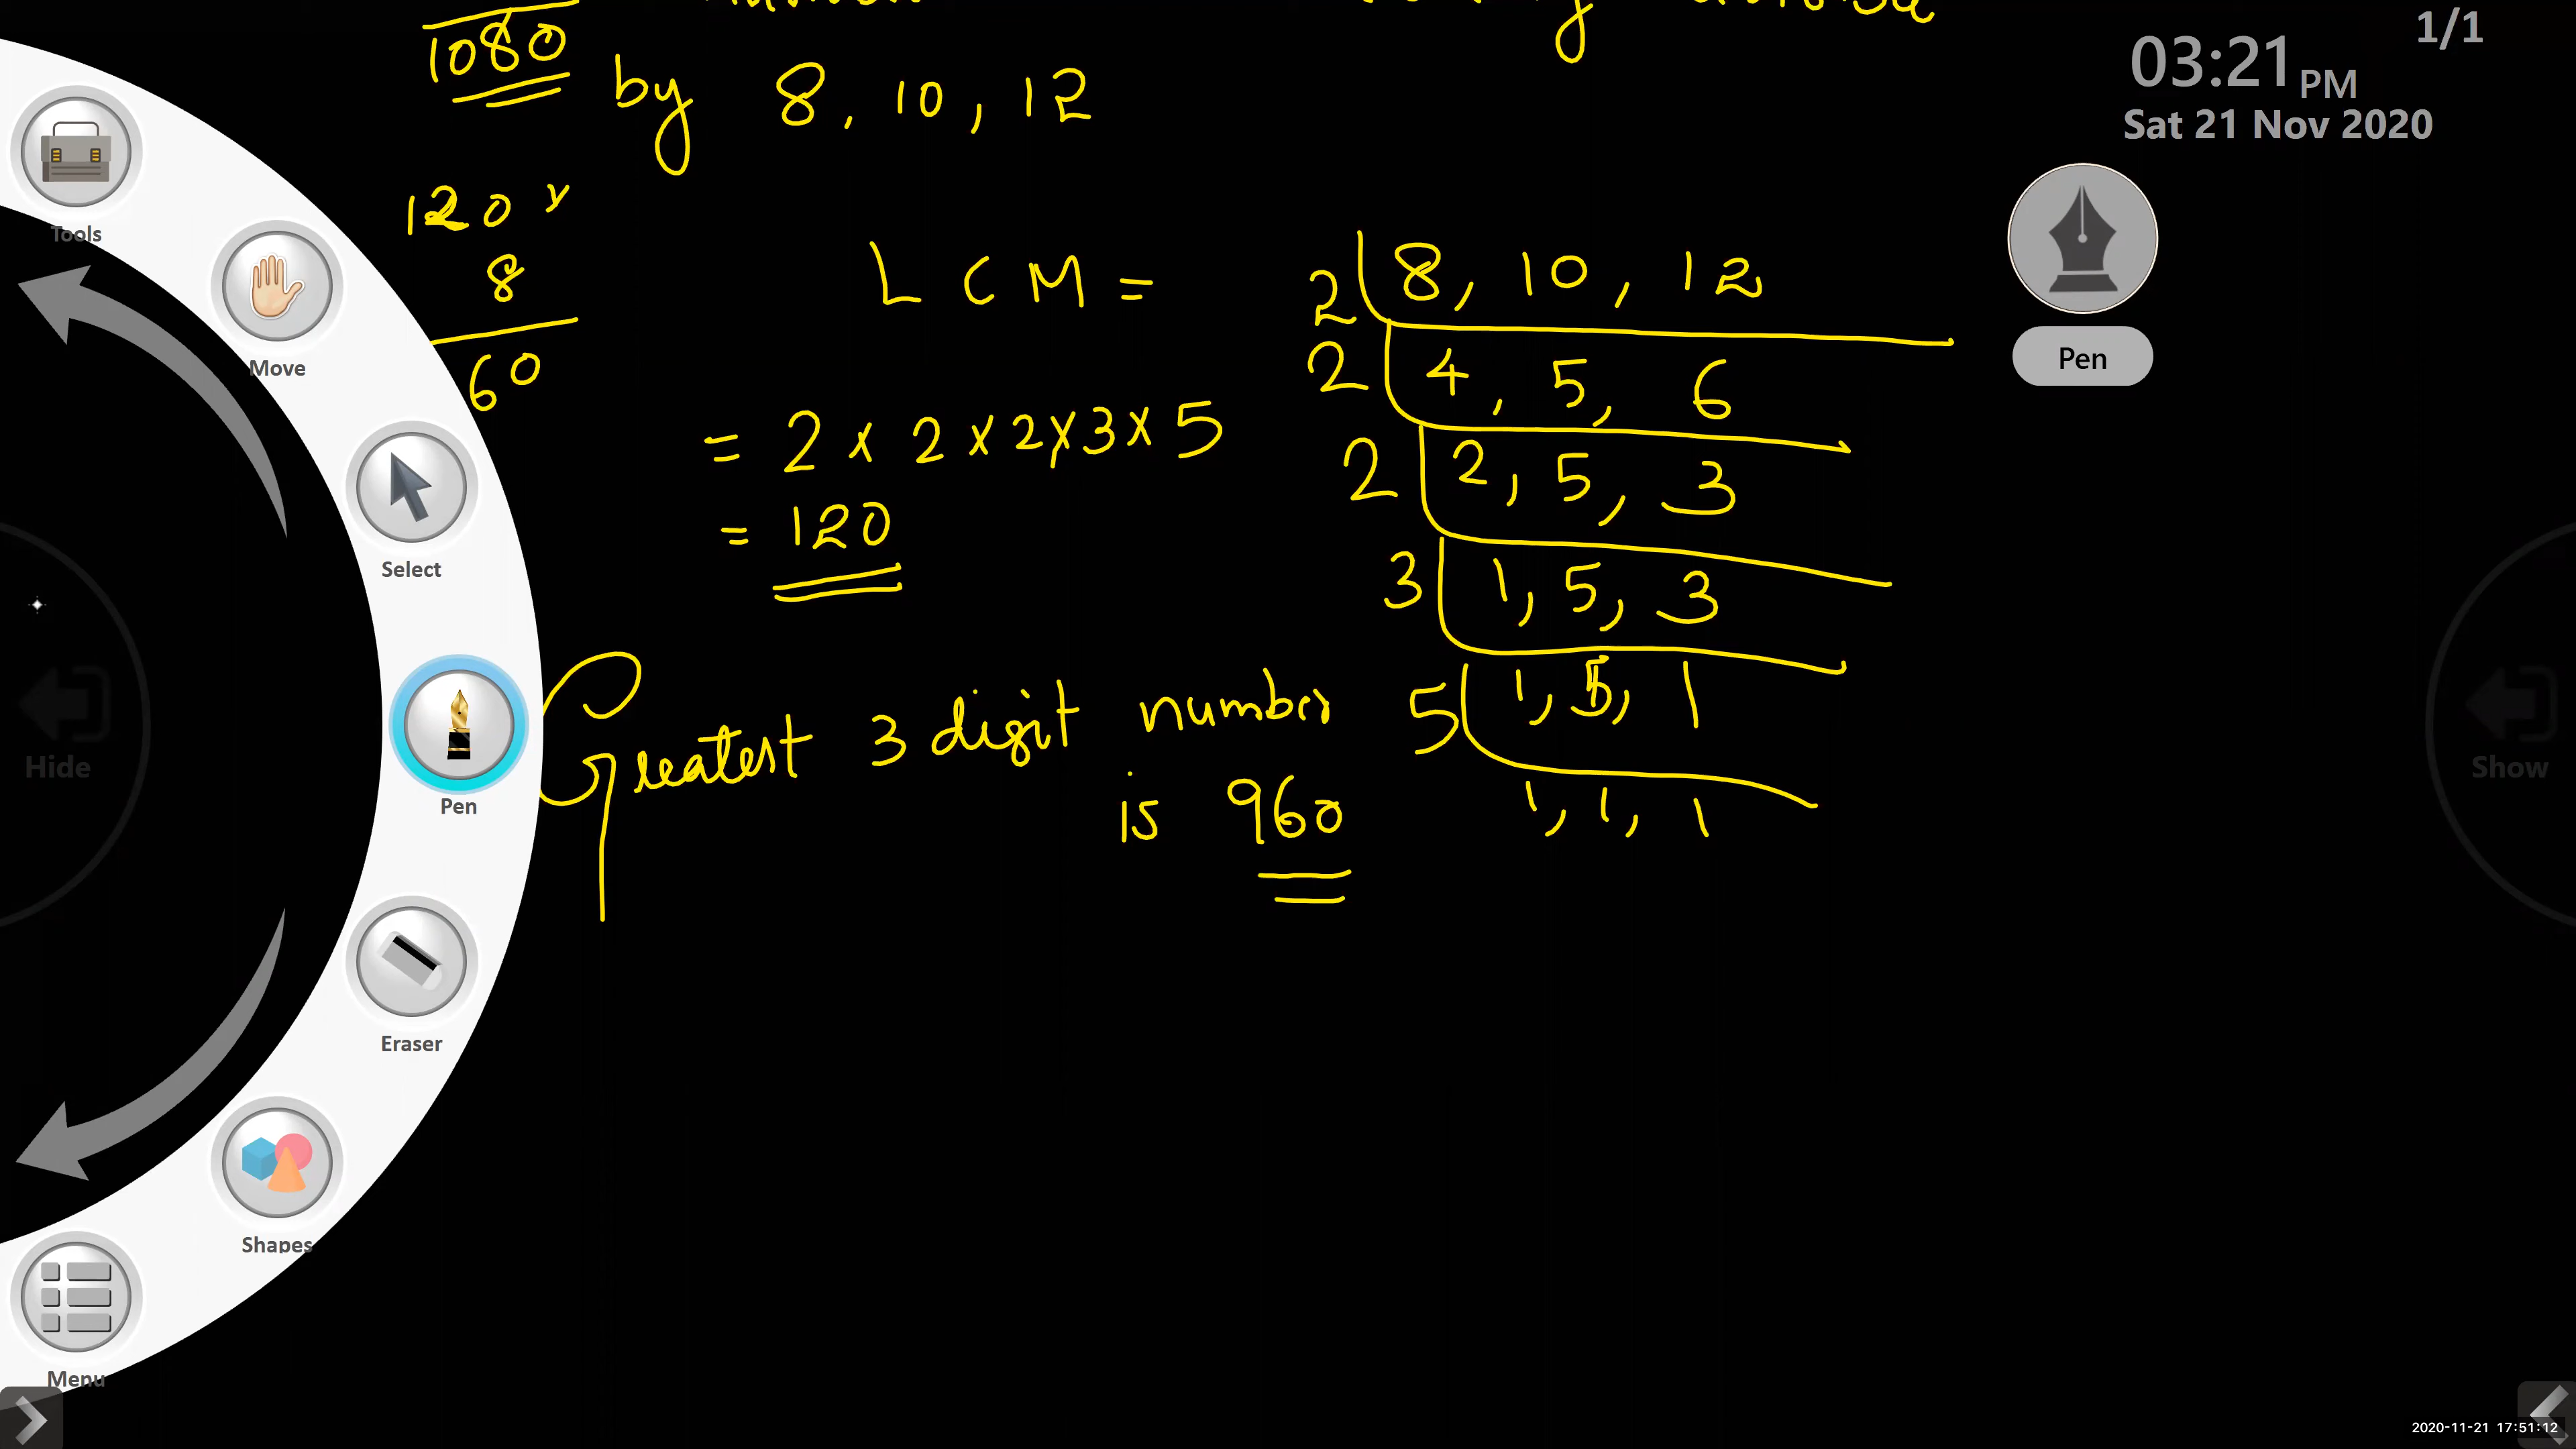 1080
by 8, 10, 12
1/1
03:21 PM
Sat 21 Nov 2020
Tools
Move
Select
Pen
Eraser
Shapes
Menu
Hide
Show
Pen
120 ×
8
60
LCM =
2 8, 10, 12
2 4, 5, 6
2 2, 5, 3
3 1, 5, 3
5 1, 5, 1
1, 1, 1
= 2 × 2 × 2 × 3 × 5
= 120
Greatest 3 digit number
is 960
2020-11-21 17:51:12